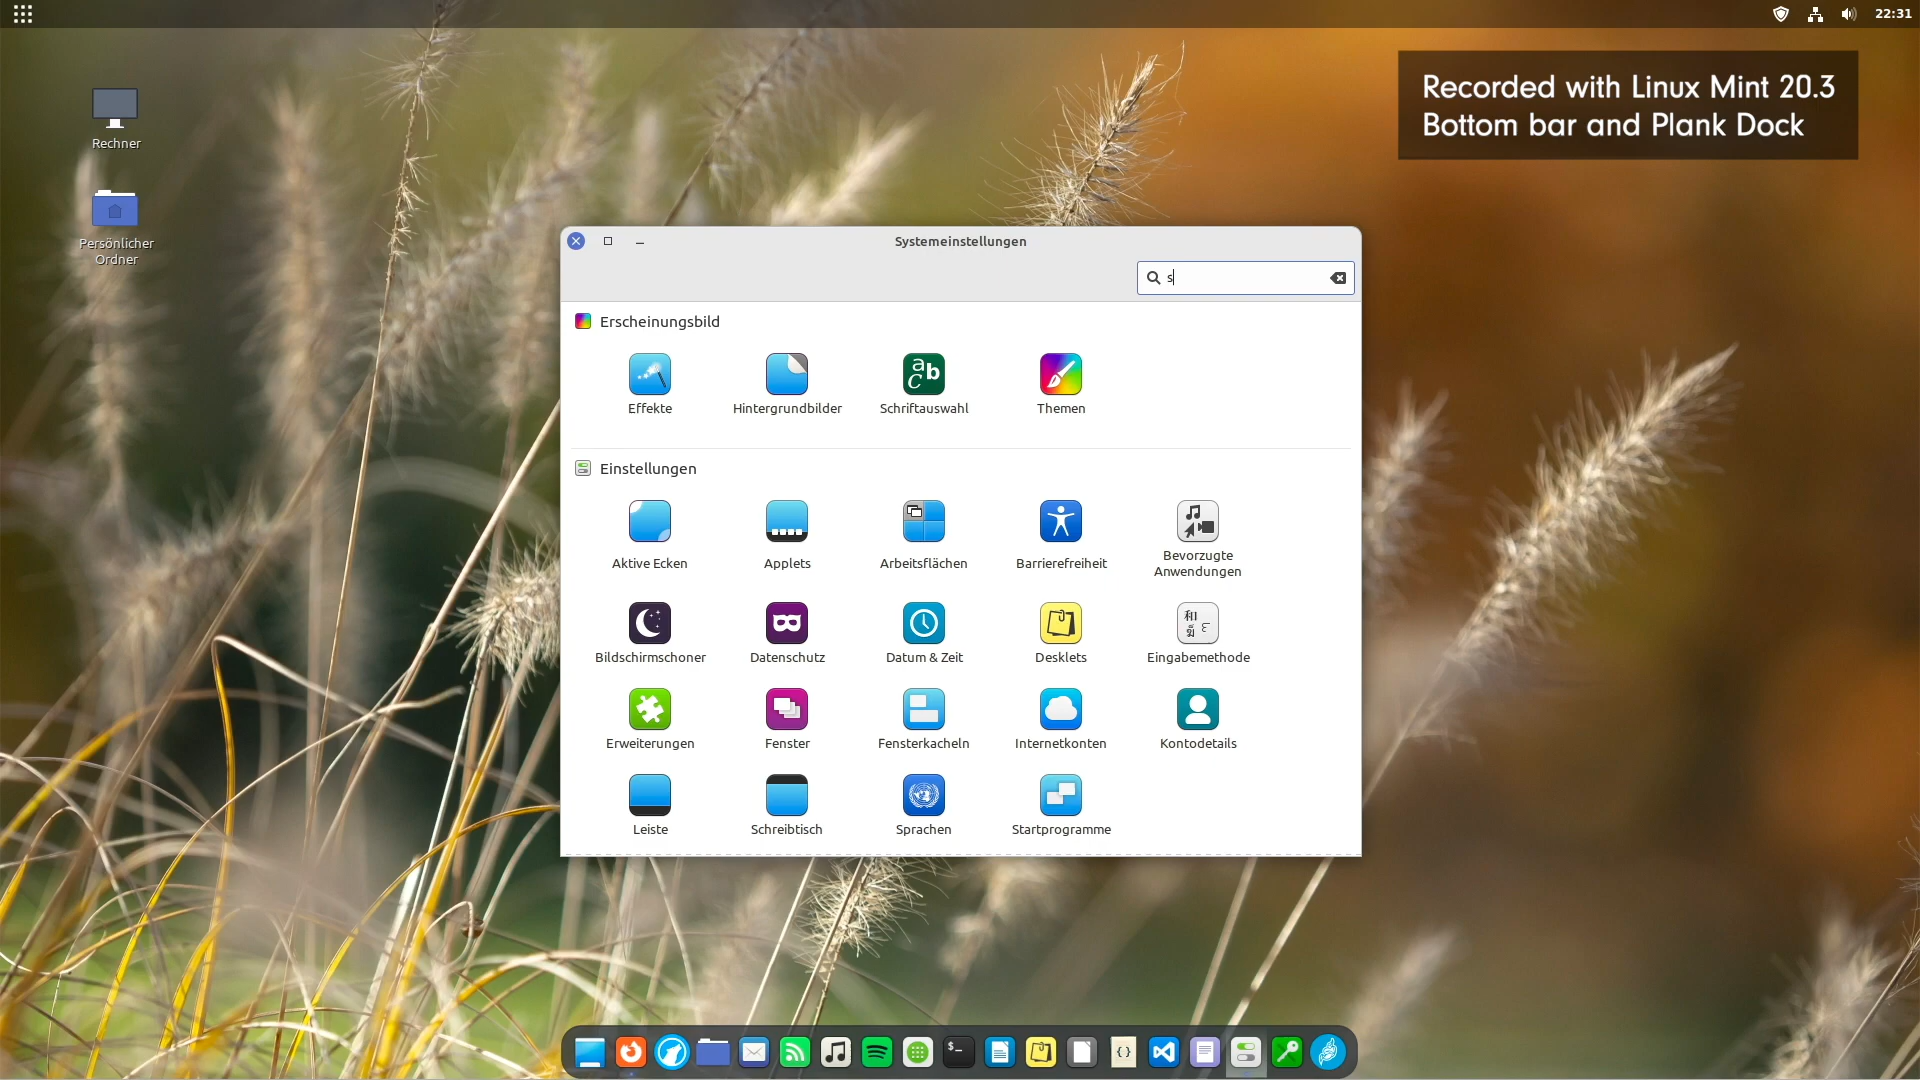 22:31
Recorded with Linux Mint 20.3
Bottom bar and Plank Dock
Rechner
Persönlicher
Ordner
Systemeinstellungen
s
Erscheinungsbild
Effekte
Hintergrundbilder
Schriftauswahl
Themen
Einstellungen
Aktive Ecken
Applets
Arbeitsflächen
Barrierefreiheit
Bevorzugte
Anwendungen
Bildschirmschoner
Datenschutz
Datum & Zeit
Desklets
Eingabemethode
Erweiterungen
Fenster
Fensterkacheln
Internetkonten
Kontodetails
Leiste
Schreibtisch
Sprachen
Startprogramme